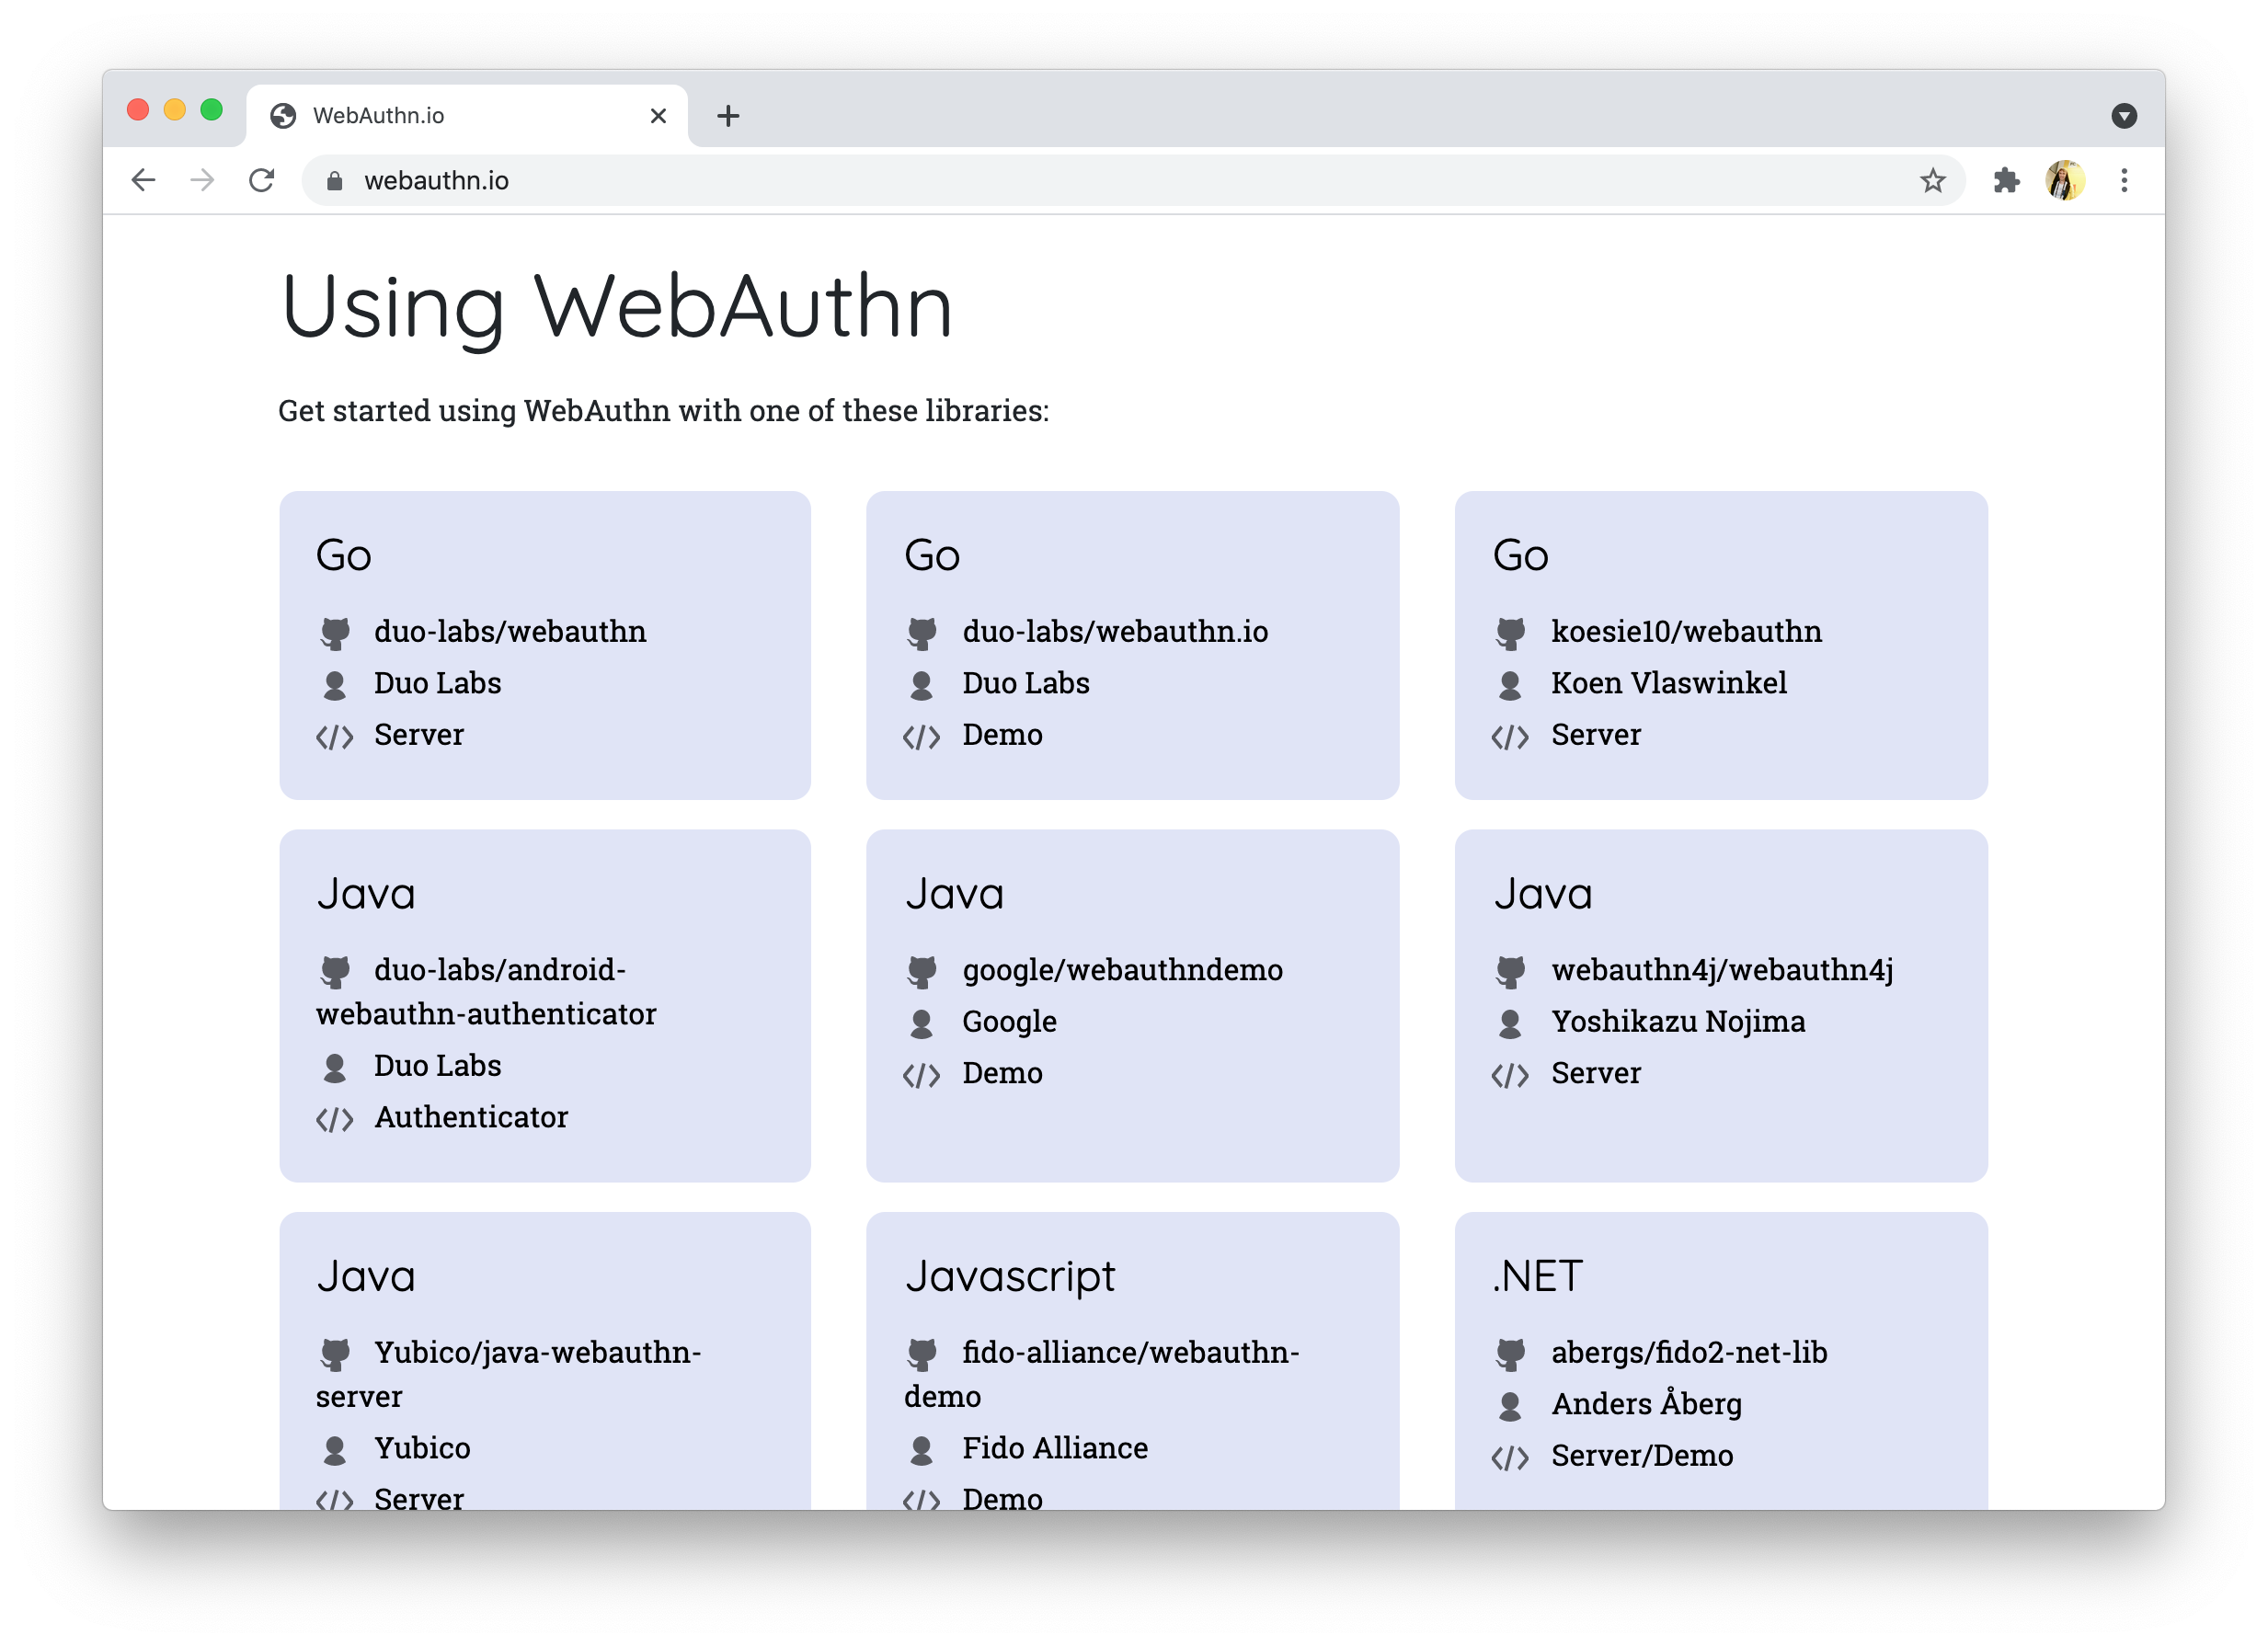 WebAuthn.io
webauthn.io
Using WebAuthn
Get started using WebAuthn with one of these libraries:
Go
duo-labs/webauthn
Duo Labs
Server
Go
duo-labs/webauthn.io
Duo Labs
Demo
Go
koesie10/webauthn
Koen Vlaswinkel
Server
Java
duo-labs/android-
webauthn-authenticator
Duo Labs
Authenticator
Java
google/webauthndemo
Google
Demo
Java
webauthn4j/webauthn4j
Yoshikazu Nojima
Server
Java
Yubico/java-webauthn-
server
Yubico
Server
Javascript
fido-alliance/webauthn-
demo
Fido Alliance
Demo
.NET
abergs/fido2-net-lib
Anders Åberg
Server/Demo